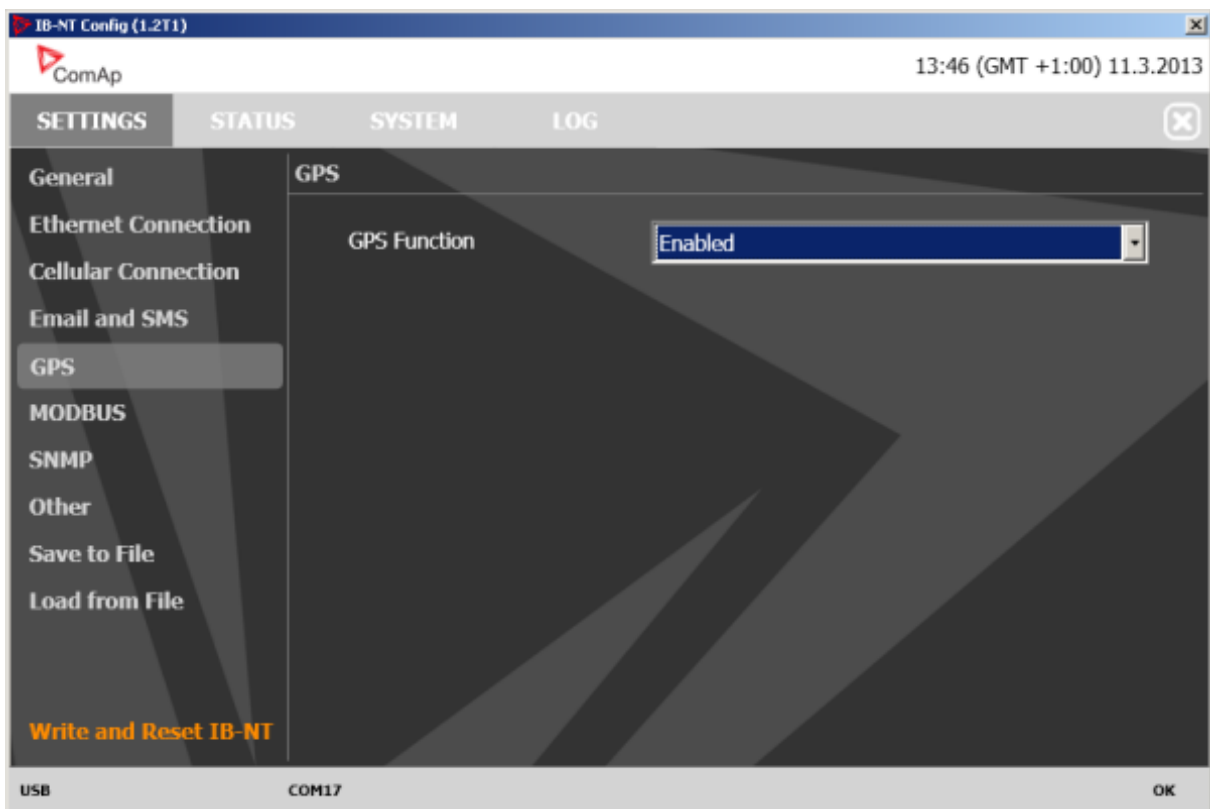 IB-NT Config (1.2T1)
ComAp
13:46 (GMT +1:00) 11.3.2013
SETTINGS STATUS SYSTEM LOG
General
Ethernet Connection
Cellular Connection
Email and SMS
GPS
MODBUS
SNMP
Other
Save to File
Load from File
Write and Reset IB-NT
GPS
GPS Function Enabled
USB COM17 OK